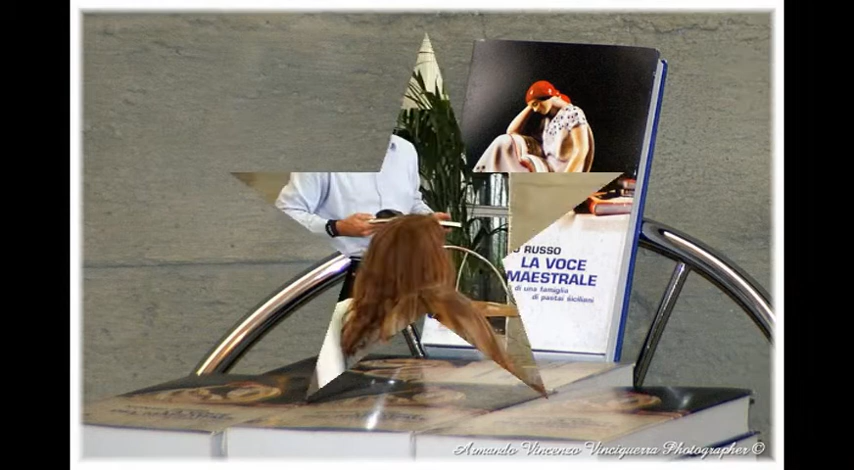 RUSSO
LA VOCE
MAESTRALE
di una famiglia
di pastai siciliani
Armando Vincenzo Vinciguerra Photographer ©